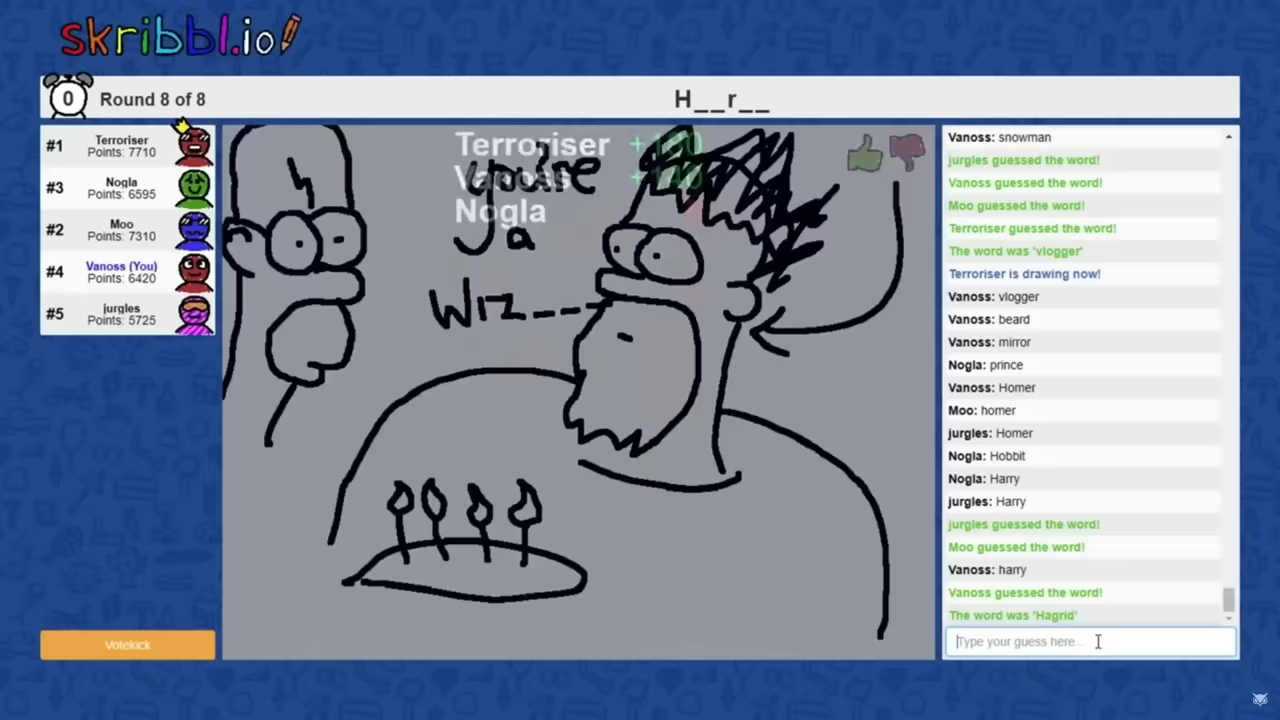 skribbl.io
0
Round 8 of 8
H__r__
#1
Terroriser
Points: 7710
#3
Nogla
Points: 6595
#2
Moo
Points: 7310
#4
Vanoss (You)
Points: 6420
#5
jurgles
Points: 5725
Votekick
Terroriser
Vanoss
Nogla
you're
a
Wiz__-
Vanoss: snowman
jurgles guessed the word!
Vanoss guessed the word!
Moo guessed the word!
Terroriser guessed the word!
The word was 'vlogger'
Terroriser is drawing now!
Vanoss: vlogger
Vanoss: beard
Vanoss: mirror
Nogla: prince
Vanoss: Homer
Moo: homer
jurgles: Homer
Nogla: Hobbit
Nogla: Harry
jurgles: Harry
jurgles guessed the word!
Moo guessed the word!
Vanoss: harry
Vanoss guessed the word!
The word was 'Hagrid'
Type your guess here...